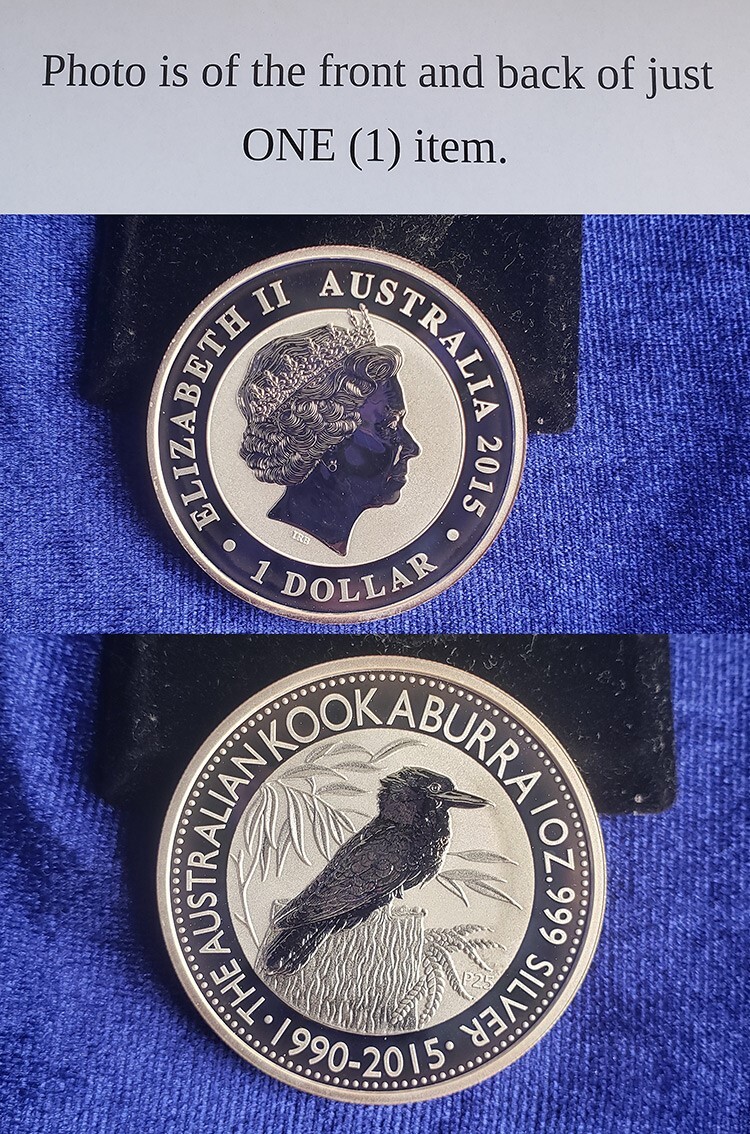 Photo is of the front and back of just
ONE (1) item.
ELIZABETH II AUSTRALIA 2015
• 1 DOLLAR •
IRB
THE AUSTRALIAN KOOKABURRA 1 OZ. 999 SILVER
• 1990-2015 •
P25